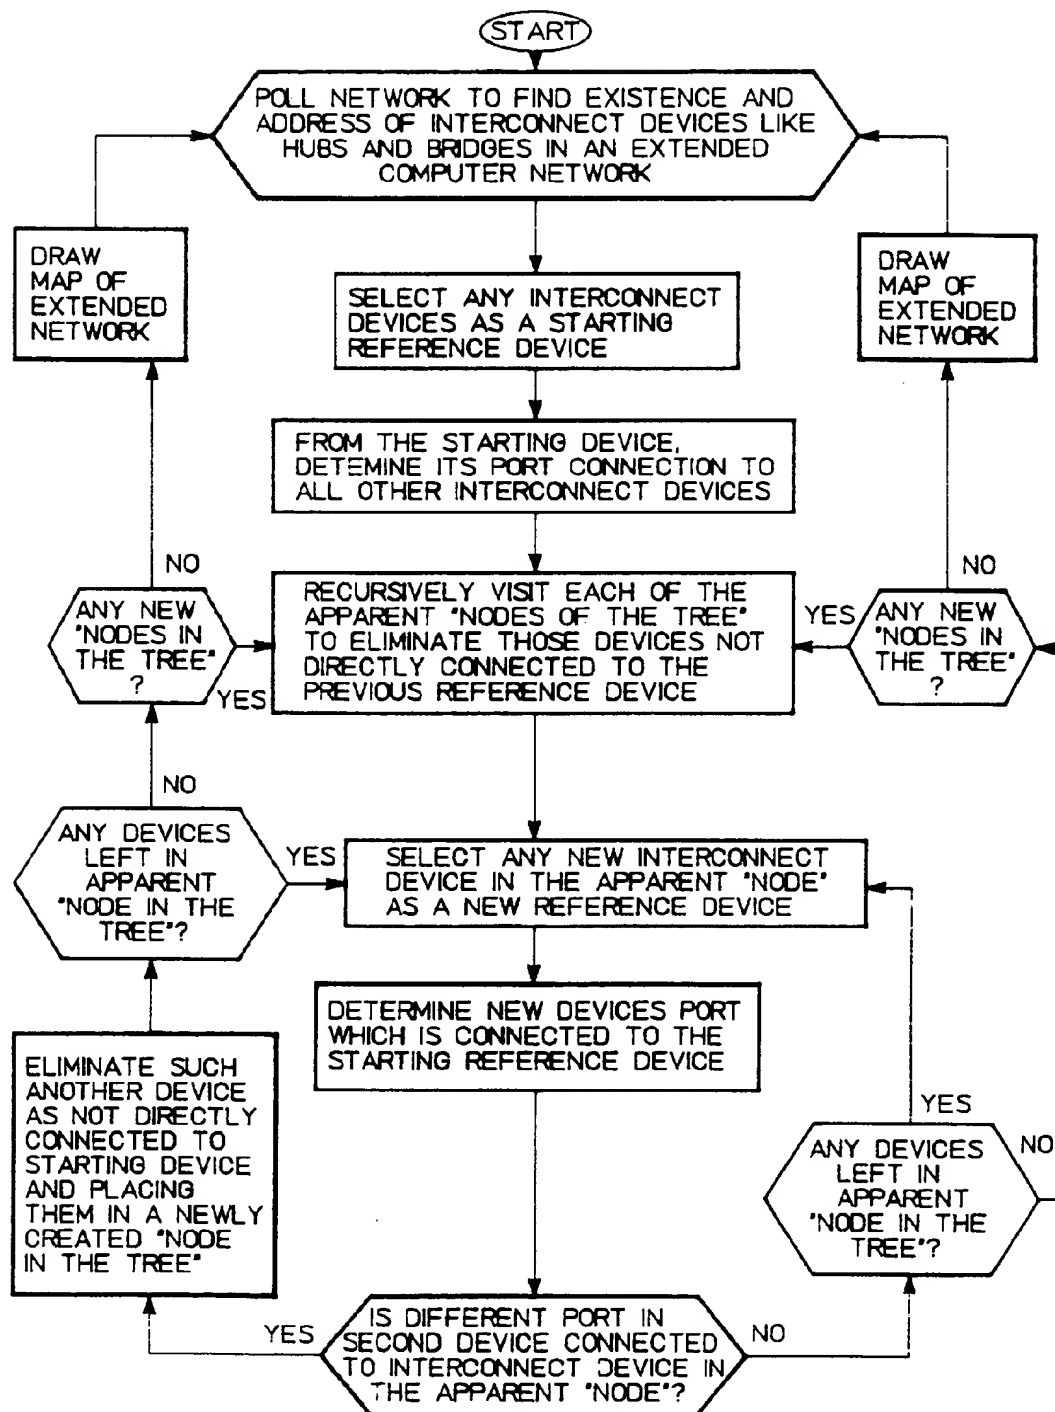 START
POLL NETWORK TO FIND EXISTENCE AND
ADDRESS OF INTERCONNECT DEVICES LIKE
HUBS AND BRIDGES IN AN EXTENDED
COMPUTER NETWORK
DRAW
MAP OF
EXTENDED
NETWORK
SELECT ANY INTERCONNECT
DEVICES AS A STARTING
REFERENCE DEVICE
DRAW
MAP OF
EXTENDED
NETWORK
FROM THE STARTING DEVICE,
DETEMINE ITS PORT CONNECTION TO
ALL OTHER INTERCONNECT DEVICES
NO
NO
ANY NEW
"NODES IN
THE TREE"
?
YES
RECURSIVELY VISIT EACH OF THE
APPARENT "NODES OF THE TREE"
TO ELIMINATE THOSE DEVICES NOT
DIRECTLY CONNECTED TO THE
PREVIOUS REFERENCE DEVICE
YES
ANY NEW
"NODES IN
THE TREE"
?
NO
ANY DEVICES
LEFT IN
APPARENT
"NODE IN THE
TREE"?
YES
SELECT ANY NEW INTERCONNECT
DEVICE IN THE APPARENT "NODE"
AS A NEW REFERENCE DEVICE
DETERMINE NEW DEVICES PORT
WHICH IS CONNECTED TO THE
STARTING REFERENCE DEVICE
ELIMINATE SUCH
ANOTHER DEVICE
AS NOT DIRECTLY
CONNECTED TO
STARTING DEVICE
AND PLACING
THEM IN A NEWLY
CREATED "NODE
IN THE TREE"
YES
ANY DEVICES
LEFT IN
APPARENT
"NODE IN THE
TREE"?
NO
YES
IS DIFFERENT PORT IN
SECOND DEVICE CONNECTED
TO INTERCONNECT DEVICE IN
THE APPARENT "NODE"?
NO